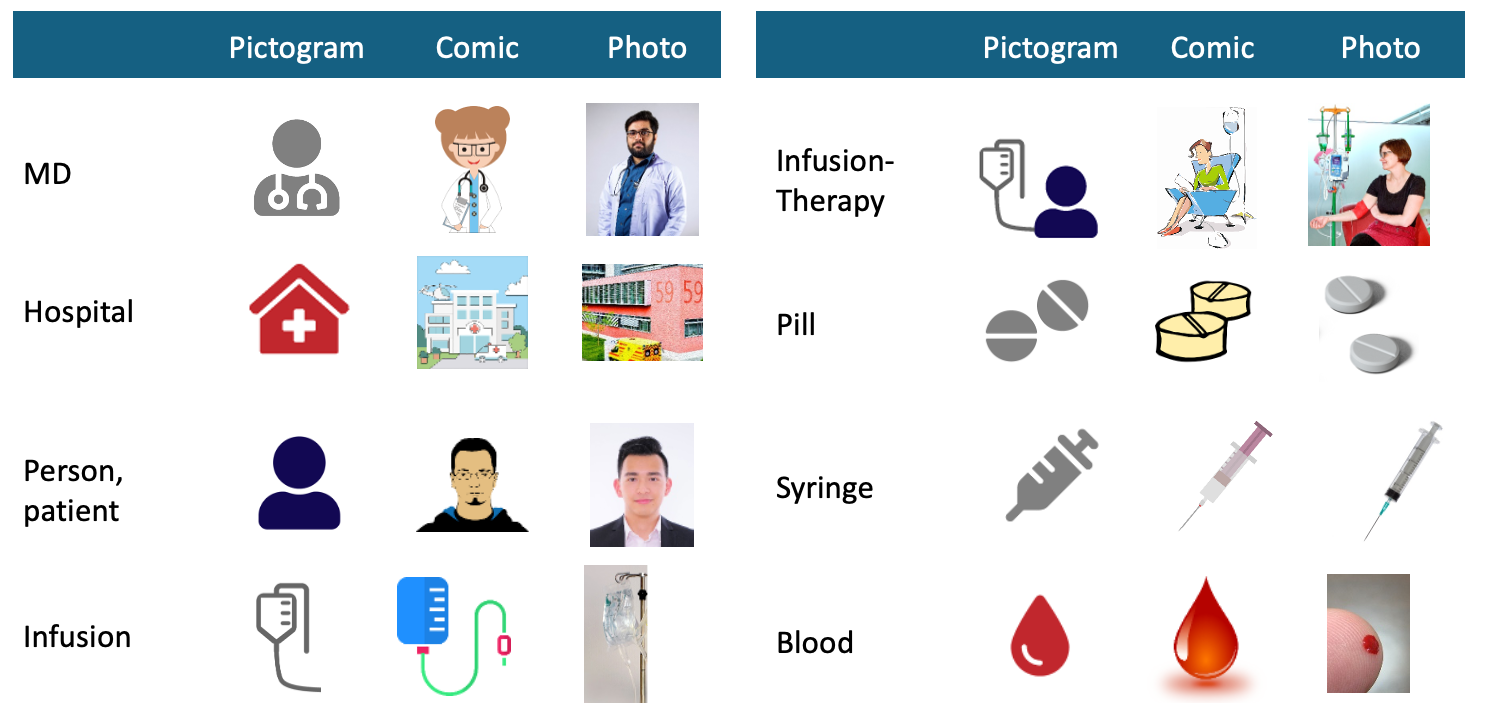 Pictogram Comic Photo
MD
Hospital
59 59
Person,
patient
Infusion
Pictogram Comic Photo
Infusion-
Therapy
Pill
Syringe
Blood